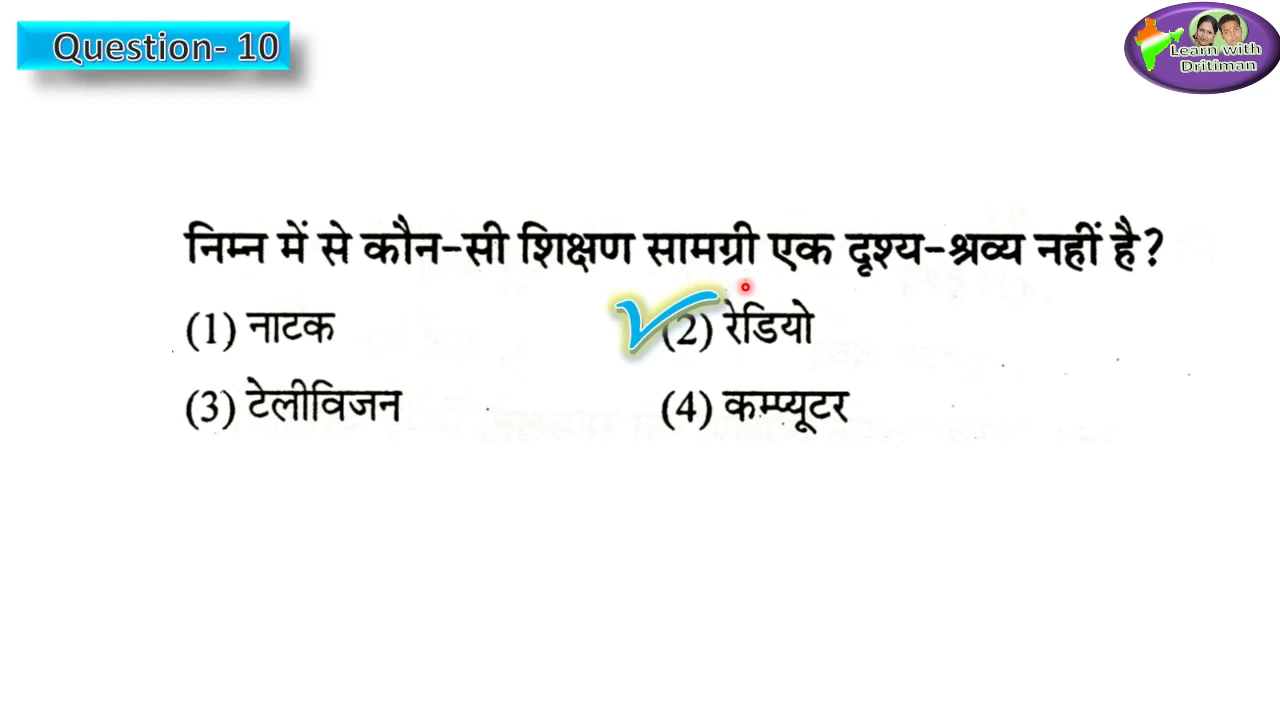 Question- 10
Learn with
Dritiman
निम्न में से कौन-सी शिक्षण सामग्री एक दृश्य-श्रव्य नहीं है?
(1) नाटक (2) रेडियो
(3) टेलीविजन (4) कम्प्यूटर